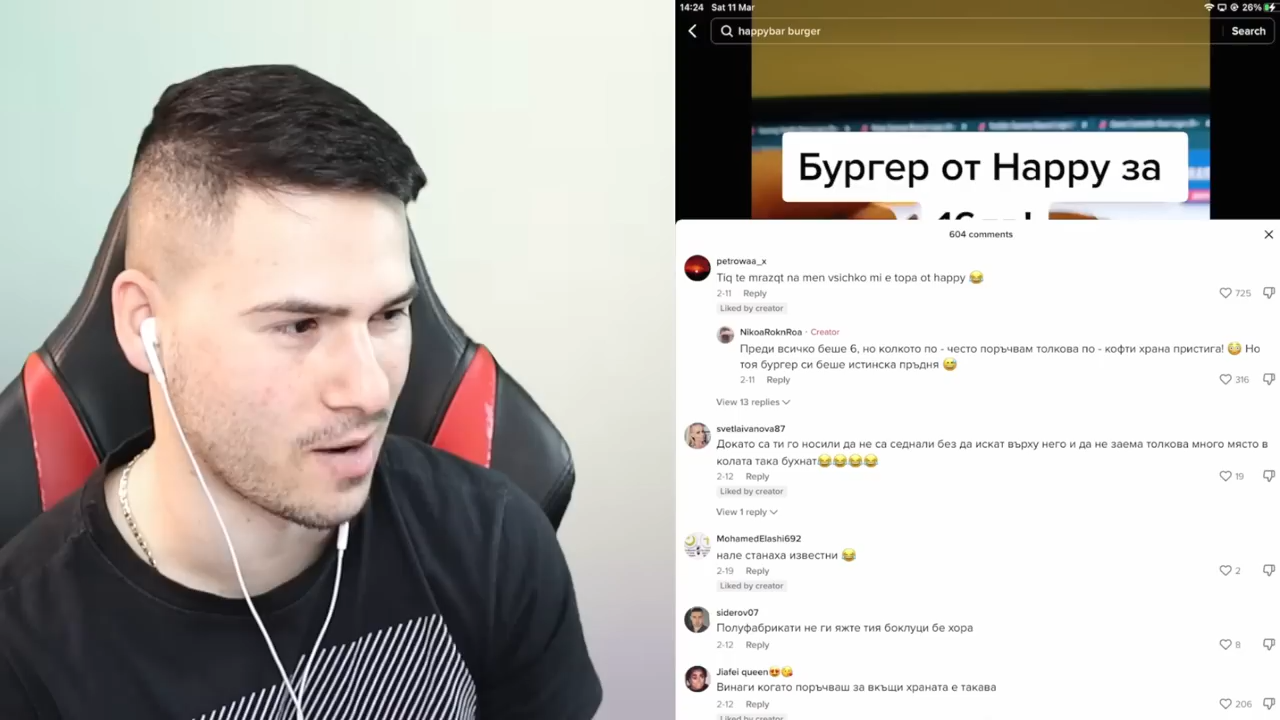 14:24 Sat 11 Mar 26%
happybar burger Search
Бургер от Happy за
604 comments
petrowaa_x
Tiq te mrazqt na men vsichko mi e topa ot happy 😂
2-11 Reply 725
Liked by creator
NikoaRoknRoa · Creator
Преди всичко беше 6, но колкото по - често поръчвам толкова по - кофти храна пристига! 😳 Но
тоя бургер си беше истинска пръдня 😅
2-11 Reply 316
View 13 replies
svetlaivanova87
Докато са ти го носили да не са седнали без да искат върху него и да не заема толкова много място в
колата така бухнат😂😂😂😂
2-12 Reply 19
Liked by creator
View 1 reply
MohamedElashi692
нале станаха известни 😂
2-19 Reply 2
Liked by creator
siderov07
Полуфабрикати не ги яжте тия боклуци бе хора
2-12 Reply 8
Jiafei queen😍😘
Винаги когато поръчваш за вкъщи храната е такава
2-12 Reply 206
Liked by creator